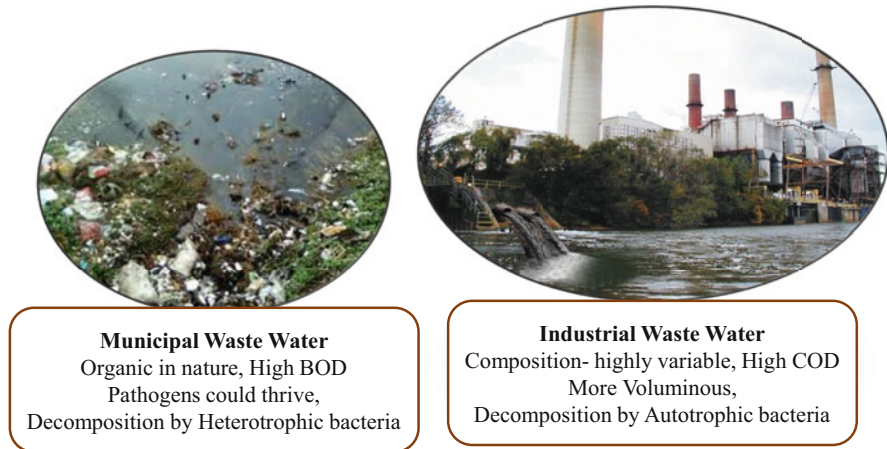 Municipal Waste Water
Organic in nature, High BOD
Pathogens could thrive,
Decomposition by Heterotrophic bacteria
Industrial Waste Water
Composition- highly variable, High COD
More Voluminous,
Decomposition by Autotrophic bacteria